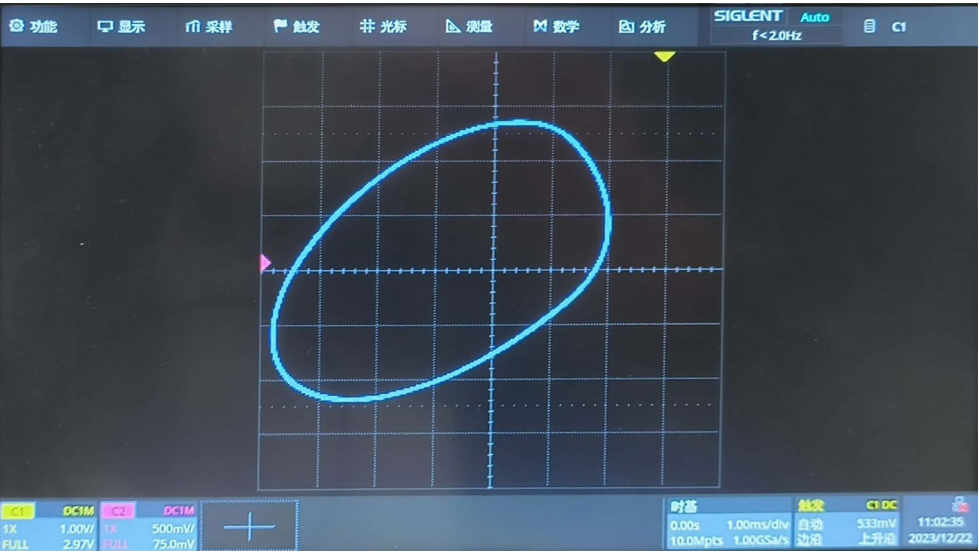 功能 显示 采样 触发 光标 测量 数学 分析 SIGLENT Auto C1
f < 2.0Hz
C1 DC1M C2 DC1M 时基 触发 C1 DC
1X 1.00V/ 1X 500mV/ 0.00s 1.00ms/div 自动 533mV 11:02:35
FULL 2.97V FULL 75.0mV 10.0Mpts 1.00GSa/s 边沿 上升沿 2023/12/22